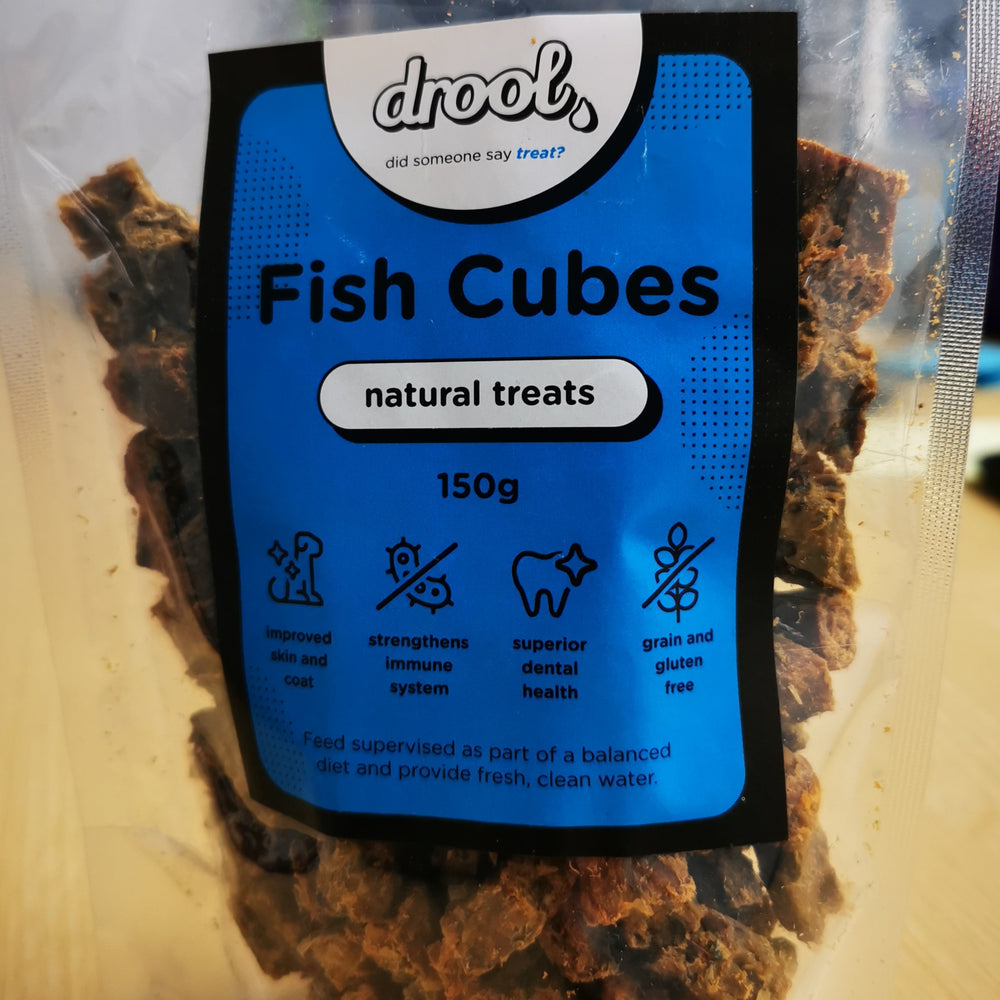 drool
did someone say treat?
Fish Cubes
natural treats
150g
improved
skin and
coat
strengthens
immune
system
superior
dental
health
grain and
gluten
free
Feed supervised as part of a balanced
diet and provide fresh, clean water.